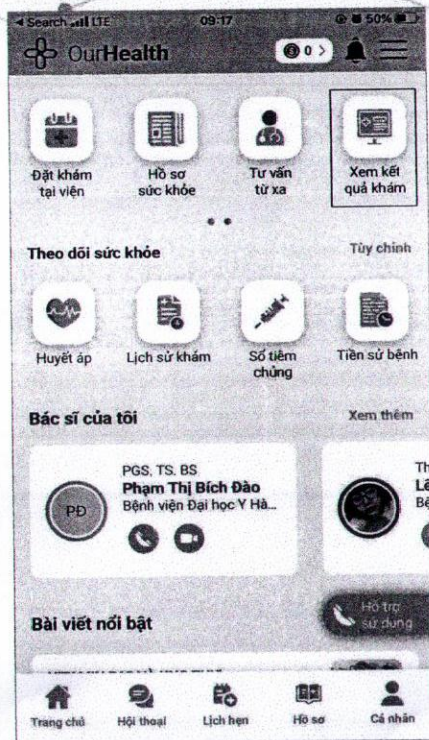 Search LTE 09:17 50%
OurHealth 0 >
Đặt khám
tại viện
Hồ sơ
sức khỏe
Tư vấn
từ xa
Xem kết
quả khám
Theo dõi sức khỏe Tùy chỉnh
Huyết áp
Lịch sử khám
Sổ tiêm
chủng
Tiền sử bệnh
Bác sĩ của tôi Xem thêm
PGS. TS. BS
Phạm Thị Bích Đào
Bệnh viện Đại học Y Hà...
PĐ
Bài viết nổi bật
Hỗ trợ
sử dụng
Trang chủ
Hội thoại
Lịch hẹn
Hồ sơ
Cá nhân